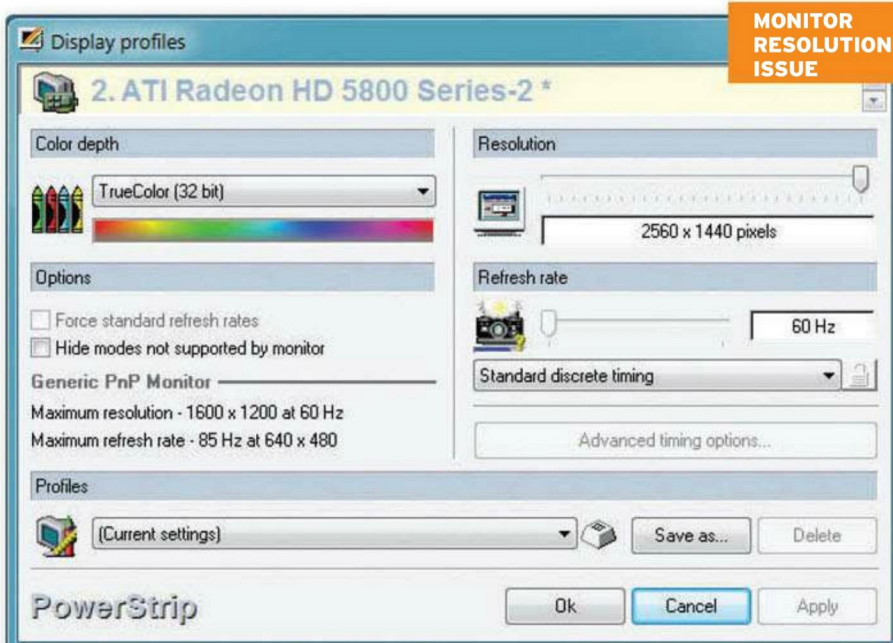 MONITOR
RESOLUTION
ISSUE
Display profiles
2. ATI Radeon HD 5800 Series-2 *
Color depth
TrueColor (32 bit)
Resolution
2560 x 1440 pixels
Options
Force standard refresh rates
Hide modes not supported by monitor
Generic PnP Monitor
Maximum resolution - 1600 x 1200 at 60 Hz
Maximum refresh rate - 85 Hz at 640 x 480
Refresh rate
60 Hz
Standard discrete timing
Advanced timing options...
Profiles
(Current settings)
Save as...
Delete
PowerStrip
Ok
Cancel
Apply